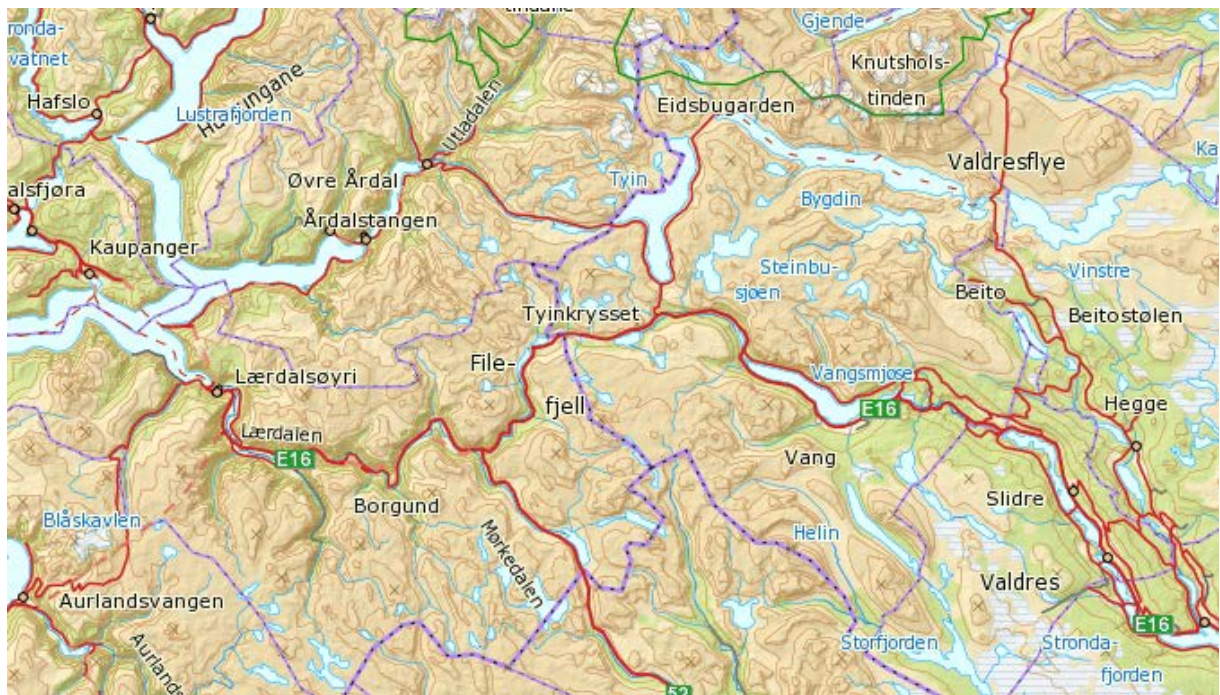 tindane
Gjende
ronda-
vatnet
Knutshols-
tinden
Hafslo
Lustrafjorden
Hurrungane
Utladalen
Eidsbugarden
Valdresflye
Øvre Årdal
Tyin
Bygdin
alsfjøra
Årdalstangen
Kaupanger
Steinbu-
sjøen
Vinstre
Beito
Tyinkrysset
Beitostølen
File-
fjell
Lærdalsøyri
Vangsmjøse
E16
Hegge
Lærdalen
E16
Vang
Borgund
Slidre
Blåskavlen
Mørkedalen
Helin
Valdres
Aurlandsvangen
E16
Storfjorden
Stronda-
fjorden
Aurlands
52